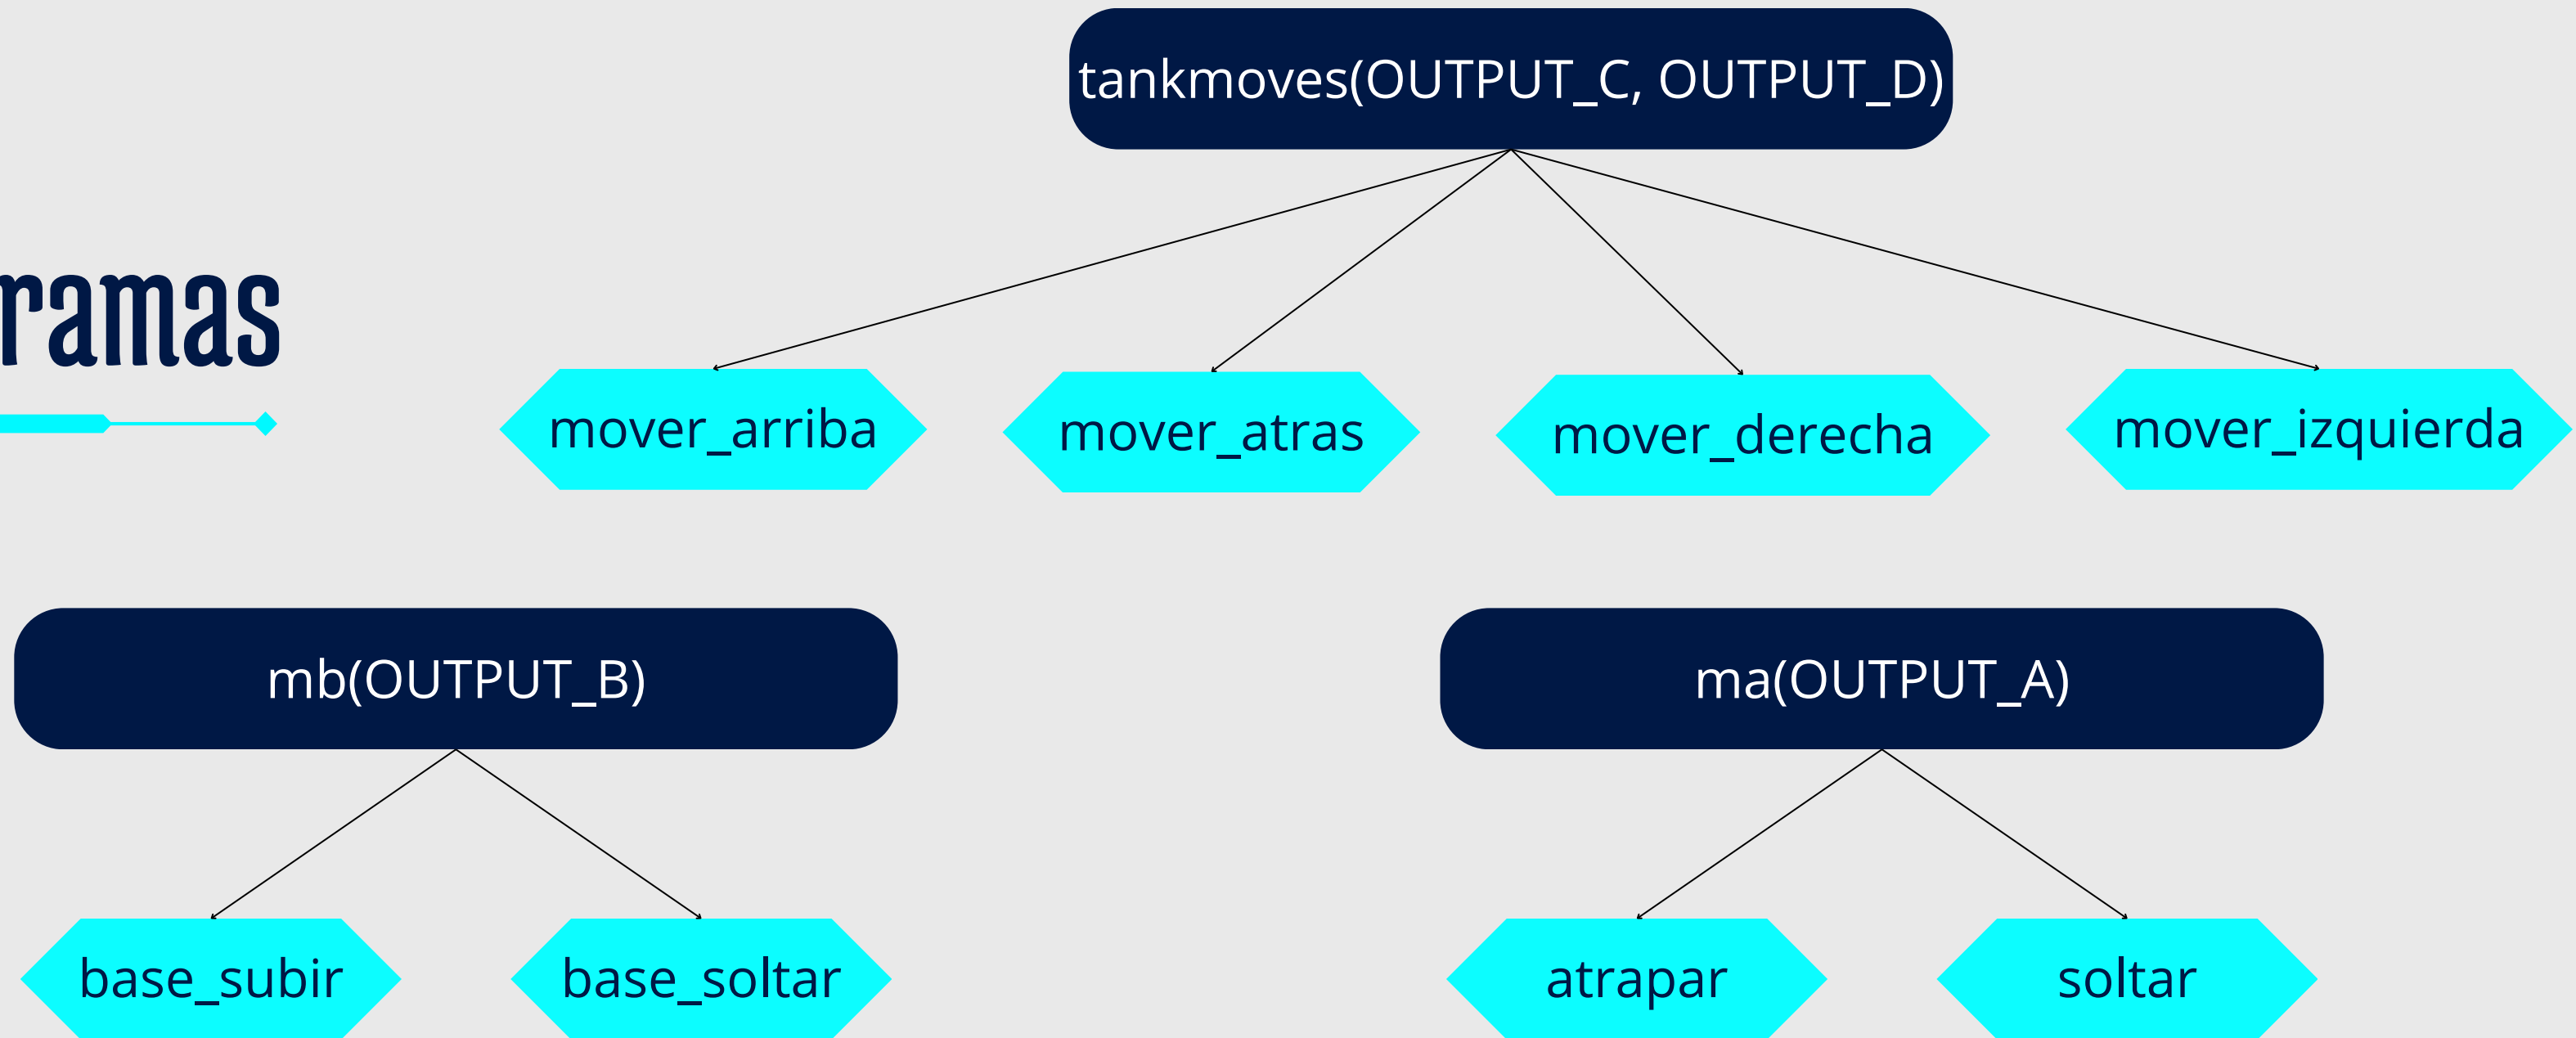 tankmoves(OUTPUT_C, OUTPUT_D)
ramas
mover_arriba
mover_atras
mover_derecha
mover_izquierda
mb(OUTPUT_B)
ma(OUTPUT_A)
base_subir
base_soltar
atrapar
soltar